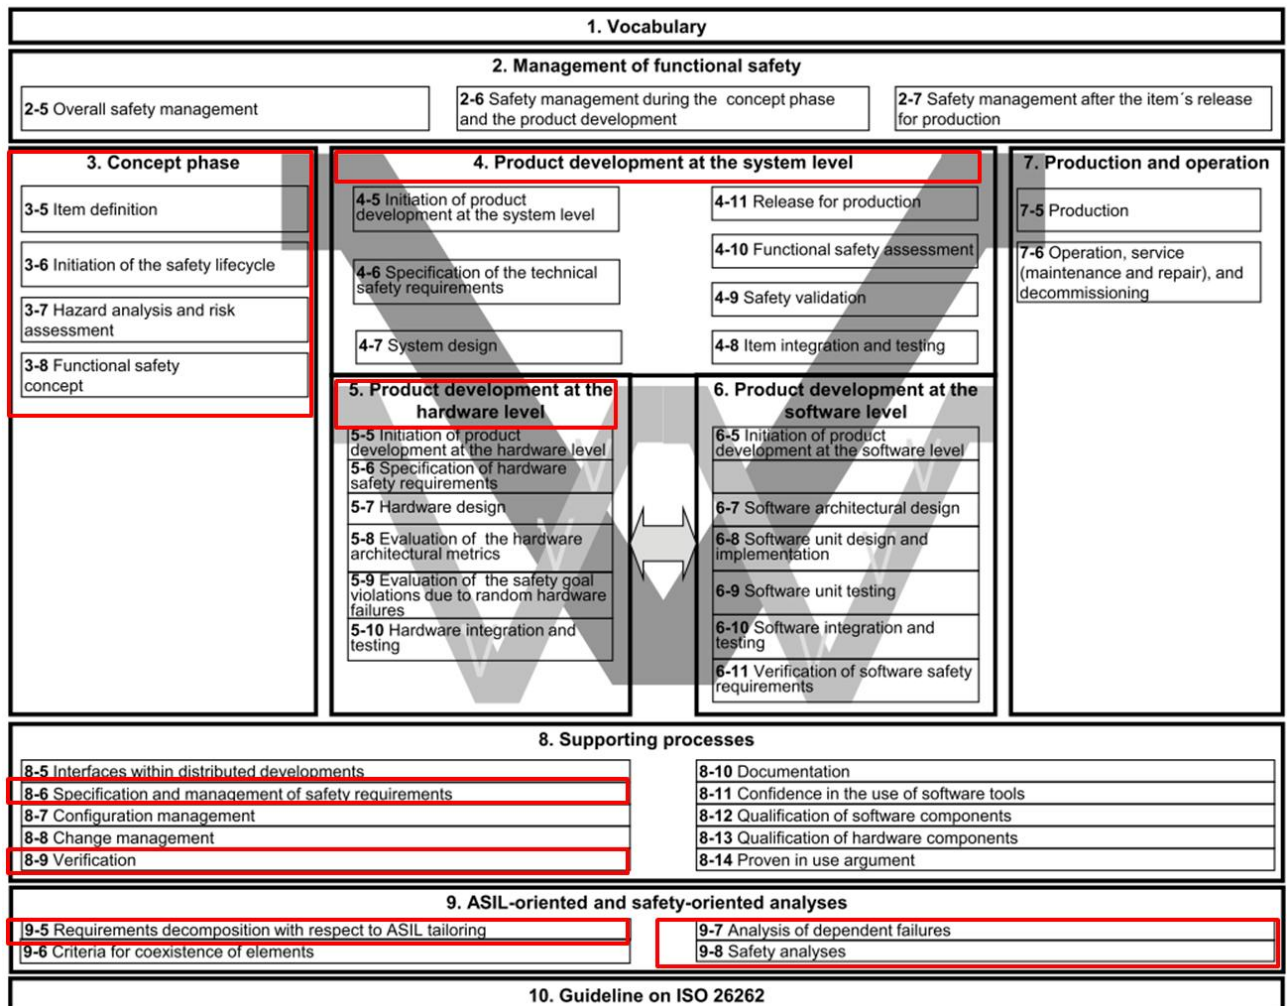 1. Vocabulary
2. Management of functional safety
2-5 Overall safety management
2-6 Safety management during the concept phase
and the product development
2-7 Safety management after the item´s release
for production
3. Concept phase
3-5 Item definition
3-6 Initiation of the safety lifecycle
3-7 Hazard analysis and risk
assessment
3-8 Functional safety
concept
4. Product development at the system level
4-5 Initiation of product
development at the system level
4-6 Specification of the technical
safety requirements
4-7 System design
4-11 Release for production
4-10 Functional safety assessment
4-9 Safety validation
4-8 Item integration and testing
5. Product development at the
hardware level
5-5 Initiation of product
development at the hardware level
5-6 Specification of hardware
safety requirements
5-7 Hardware design
5-8 Evaluation of the hardware
architectural metrics
5-9 Evaluation of the safety goal
violations due to random hardware
failures
5-10 Hardware integration and
testing
6. Product development at the
software level
6-5 Initiation of product
development at the software level
6-7 Software architectural design
6-8 Software unit design and
implementation
6-9 Software unit testing
6-10 Software integration and
testing
6-11 Verification of software safety
requirements
7. Production and operation
7-5 Production
7-6 Operation, service
(maintenance and repair), and
decommissioning
8. Supporting processes
8-5 Interfaces within distributed developments
8-6 Specification and management of safety requirements
8-7 Configuration management
8-8 Change management
8-9 Verification
8-10 Documentation
8-11 Confidence in the use of software tools
8-12 Qualification of software components
8-13 Qualification of hardware components
8-14 Proven in use argument
9. ASIL-oriented and safety-oriented analyses
9-5 Requirements decomposition with respect to ASIL tailoring
9-6 Criteria for coexistence of elements
9-7 Analysis of dependent failures
9-8 Safety analyses
10. Guideline on ISO 26262